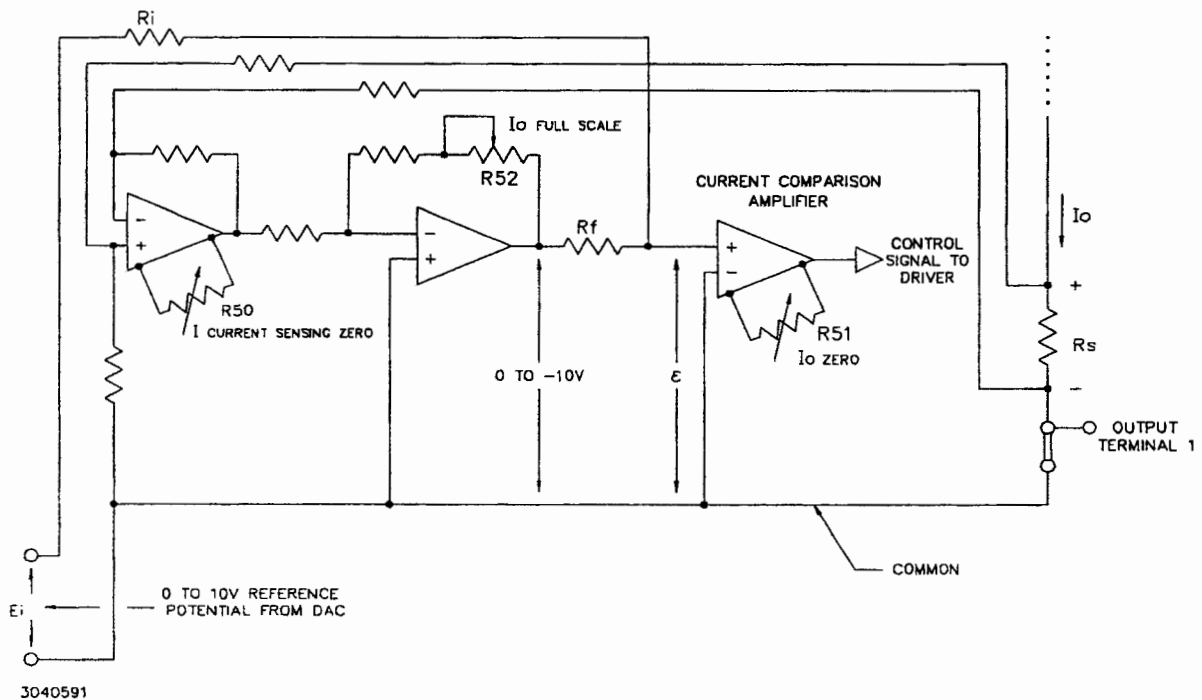 Ri
Io FULL SCALE
R52
CURRENT COMPARISON
AMPLIFIER
Rf
Io
-
+
-
+
+
-
CONTROL
SIGNAL TO
DRIVER
+
R50
I CURRENT SENSING ZERO
R51
Io ZERO
Rs
0 TO -10V
ε
-
OUTPUT
TERMINAL 1
COMMON
Ei
0 TO 10V REFERENCE
POTENTIAL FROM DAC
3040591